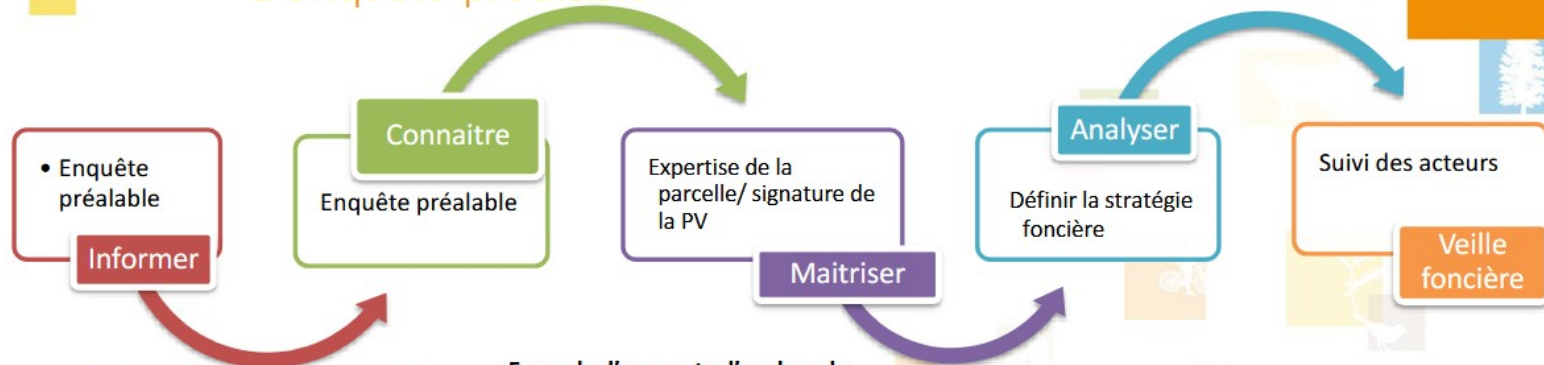 • Enquête
préalable
Informer
Connaitre
Enquête préalable
Expertise de la
parcelle/ signature de
la PV
Maitriser
Analyser
Définir la stratégie
foncière
Suivi des acteurs
Veille
foncière